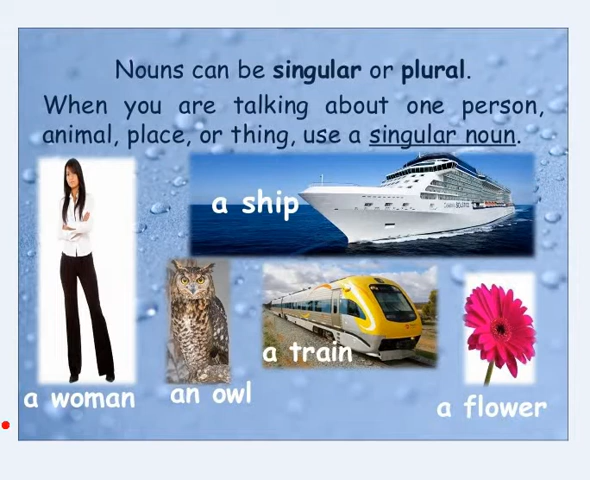 Nouns can be singular or plural.
When you are talking about one person,
animal, place, or thing, use a singular noun.
a ship
a train
a woman
an owl
a flower